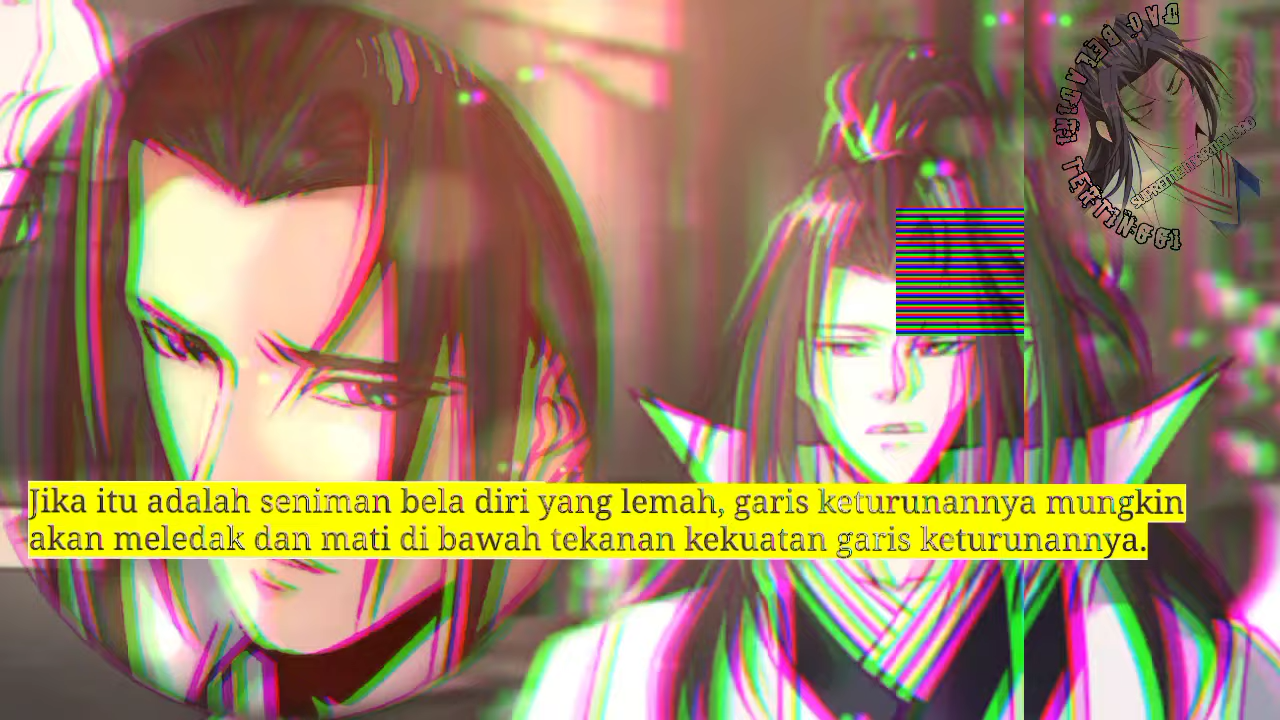 Jika itu adalah seniman bela diri yang lemah, garis keturunannya mungkin
akan meledak dan mati di bawah tekanan kekuatan garis keturunannya.